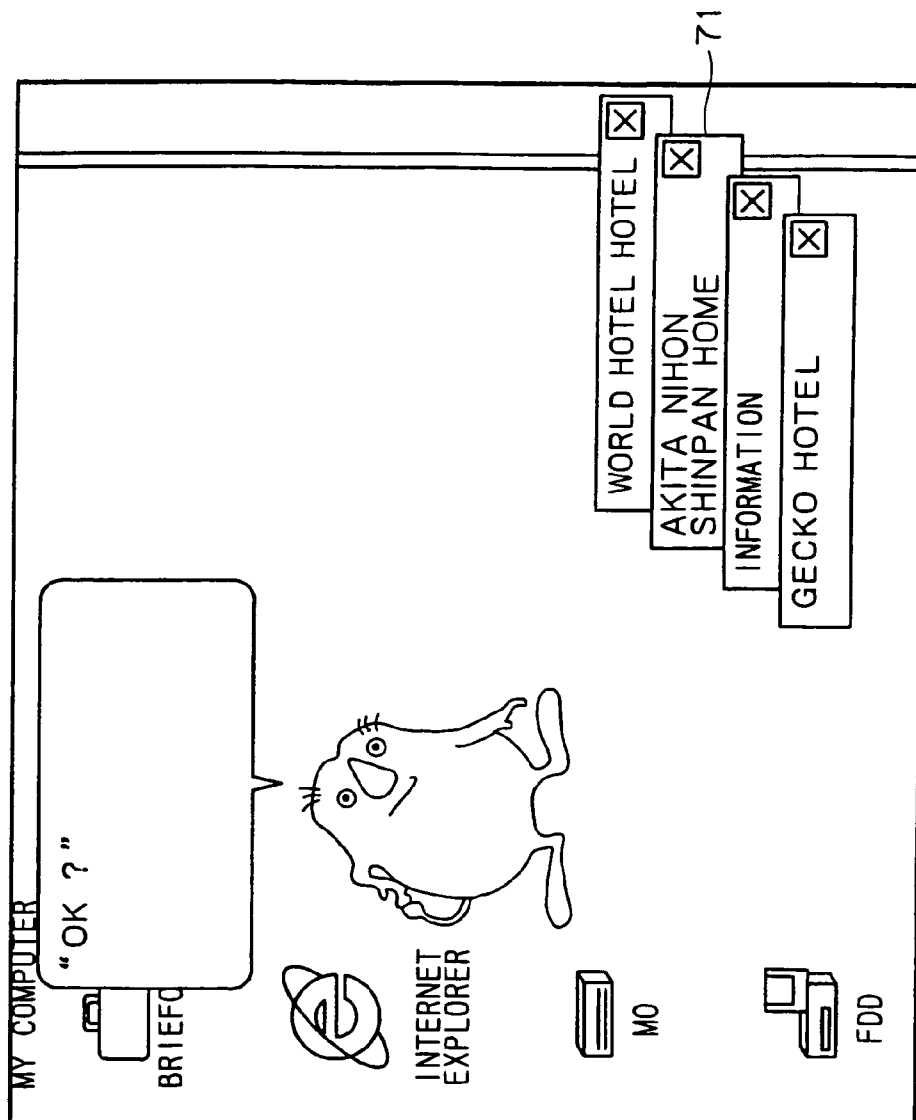 MY COMPUTER
"OK ?"
BRIEFC
INTERNET
EXPLORER
MO
FDD
WORLD HOTEL HOTEL
AKITA NIHON
SHINPAN HOME
INFORMATION
GECKO HOTEL
71